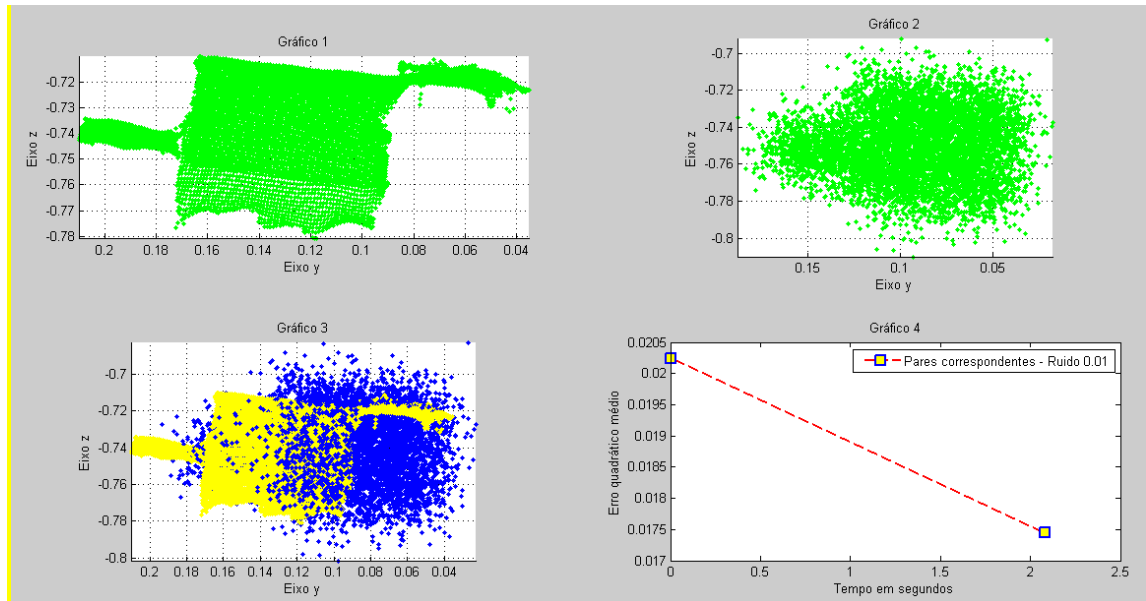 Gráfico 1
-0.72
-0.73
-0.74
-0.75
-0.76
-0.77
-0.78
Eixo z
0.2 0.18 0.16 0.14 0.12 0.1 0.08 0.06 0.04
Eixo y
Gráfico 2
-0.7
-0.72
-0.74
-0.76
-0.78
-0.8
Eixo z
0.15 0.1 0.05
Eixo y
Gráfico 3
-0.7
-0.72
-0.74
-0.76
-0.78
-0.8
Eixo z
0.2 0.18 0.16 0.14 0.12 0.1 0.08 0.06 0.04
Eixo y
Gráfico 4
0.0205
0.02
0.0195
0.019
0.0185
0.018
0.0175
0.017
Erro quadrático médio
Pares correspondentes - Ruido 0.01
0 0.5 1 1.5 2 2.5
Tempo em segundos